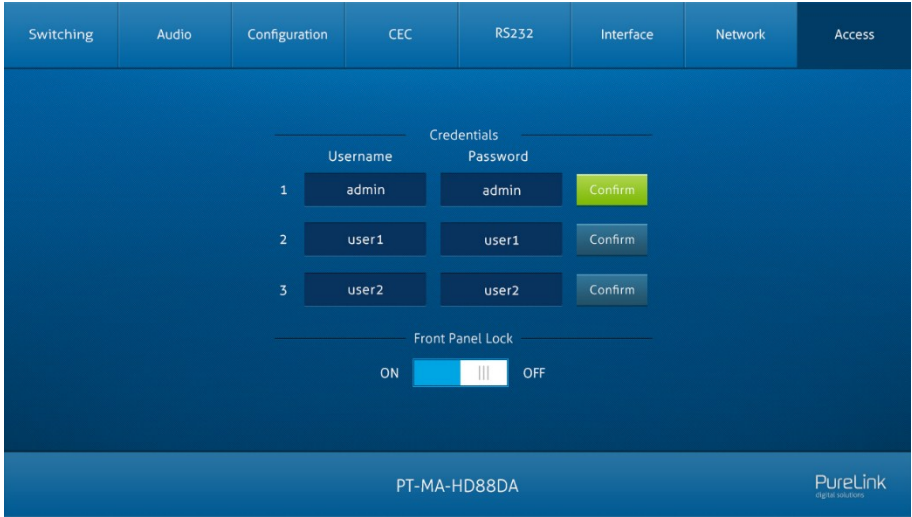 Switching Audio Configuration CEC RS232 Interface Network Access
Credentials
Username Password
1 admin admin Confirm
2 user1 user1 Confirm
3 user2 user2 Confirm
Front Panel Lock
ON OFF
PT-MA-HD88DA
PureLink
digital solutions